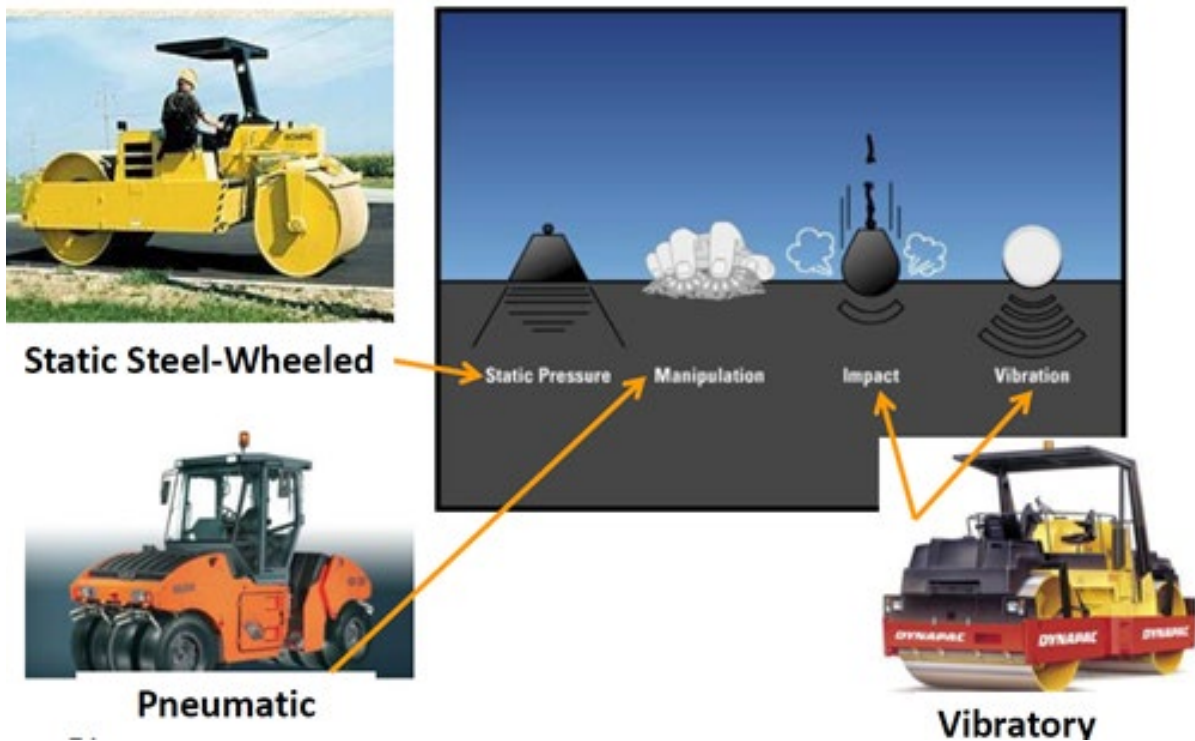 Static Steel-Wheeled
Static Pressure
Manipulation
Impact
Vibration
Pneumatic
DYNAPAC
DYNAPAC
DYNAPAC
Vibratory